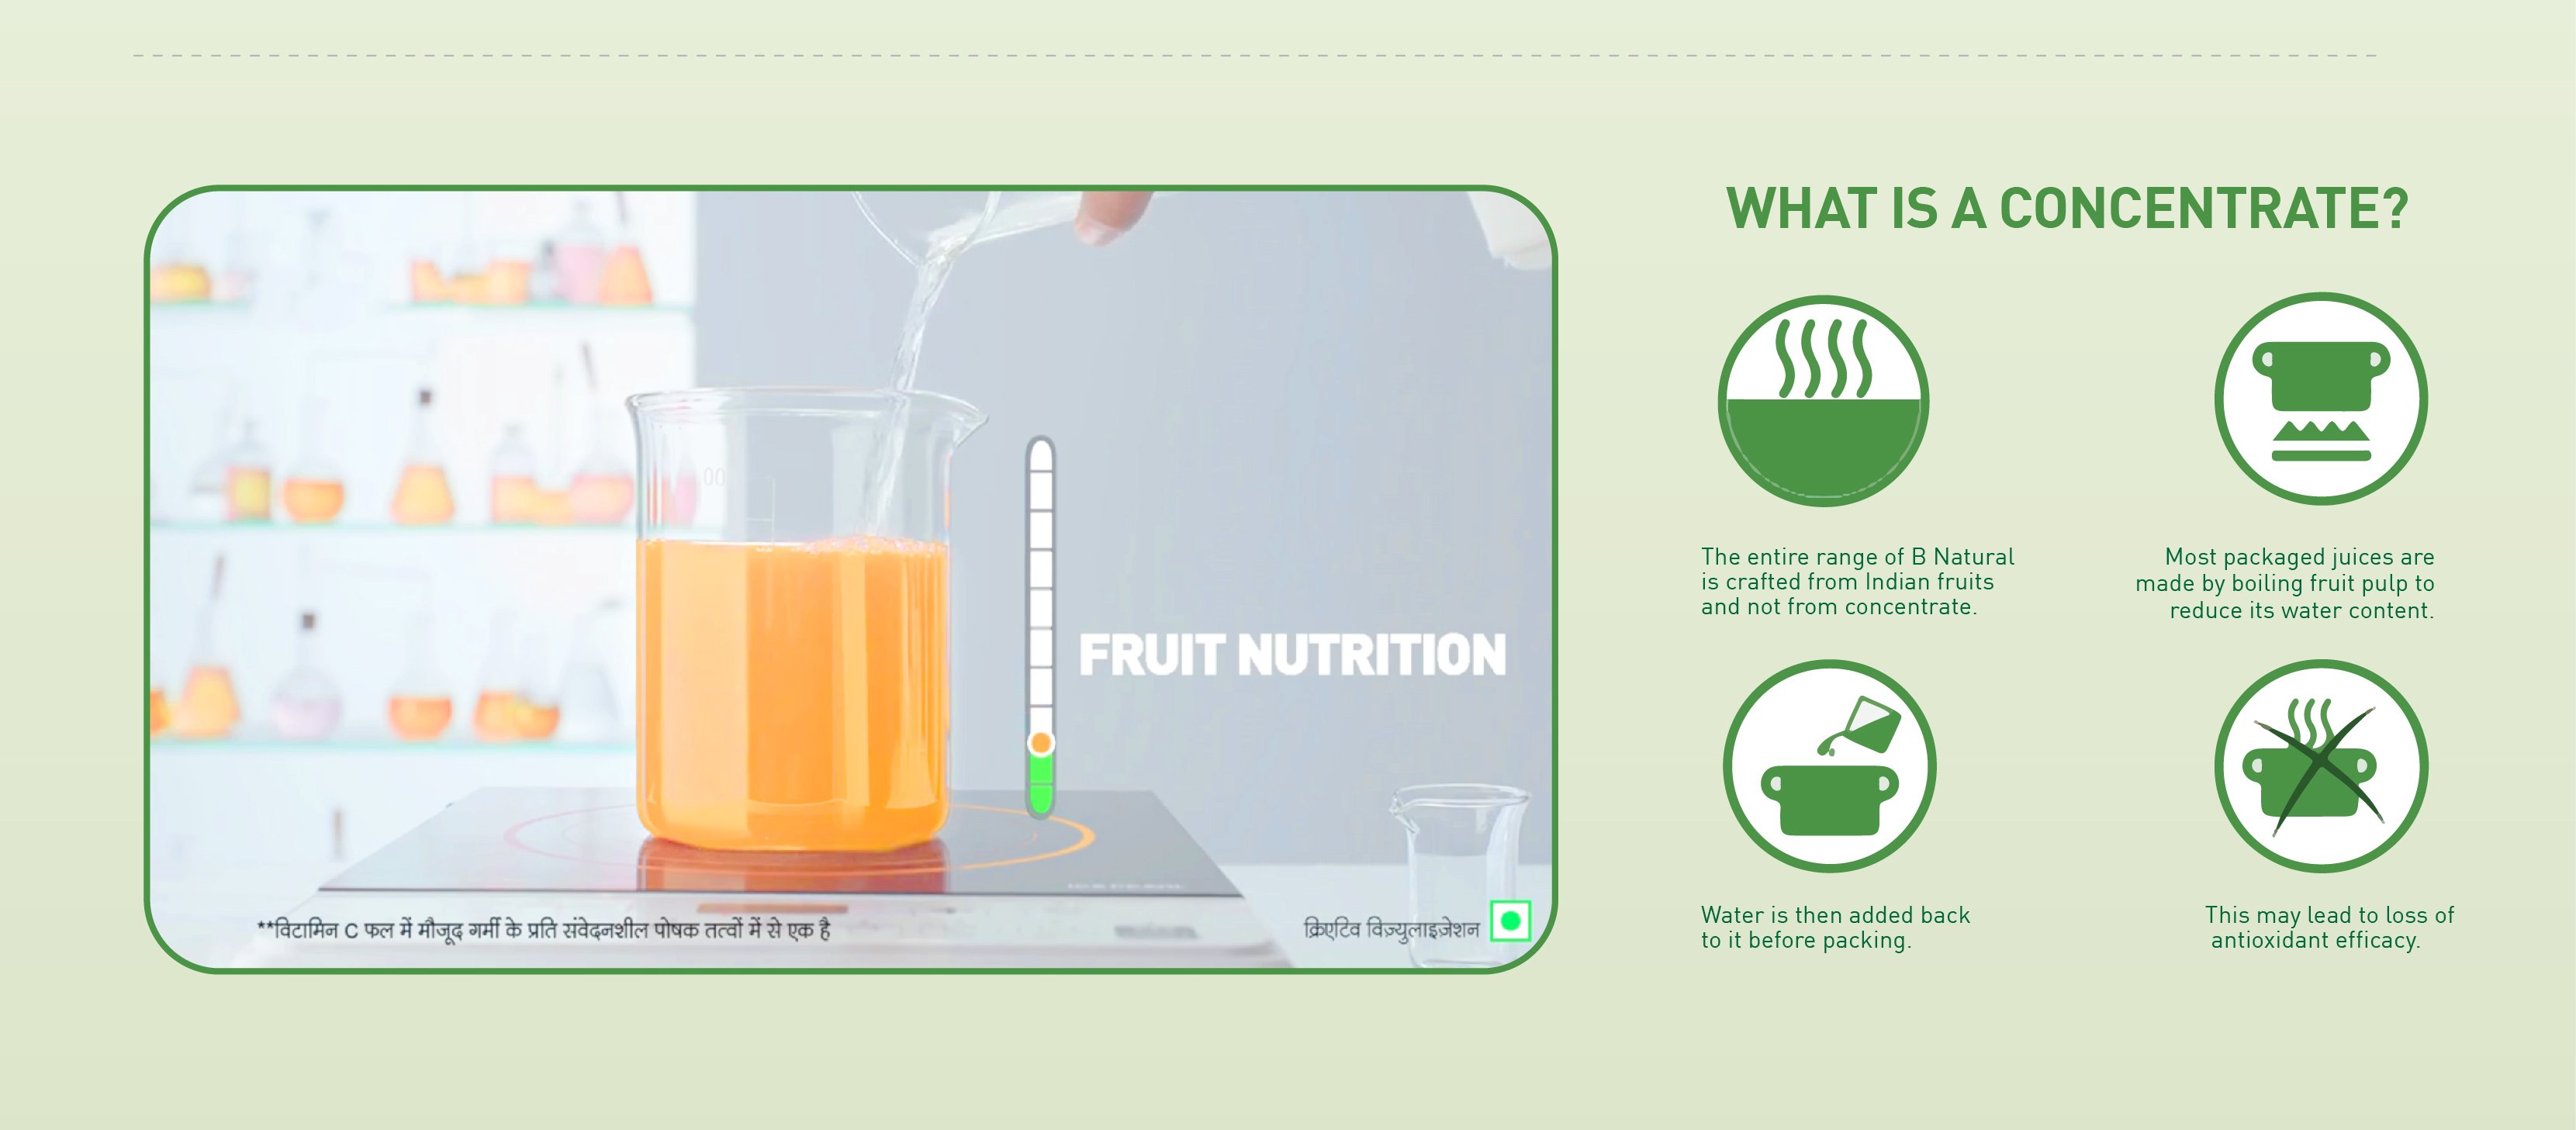 WHAT IS A CONCENTRATE?
The entire range of B Natural
is crafted from Indian fruits
and not from concentrate.
Most packaged juices are
made by boiling fruit pulp to
reduce its water content.
Water is then added back
to it before packing.
This may lead to loss of
antioxidant efficacy.
00
FRUIT NUTRITION
**विटामिन C फल में मौजूद गर्मी के प्रति संवेदनशील पोषक तत्वों में से एक है
क्रिएटिव विज़्युलाइज़ेशन